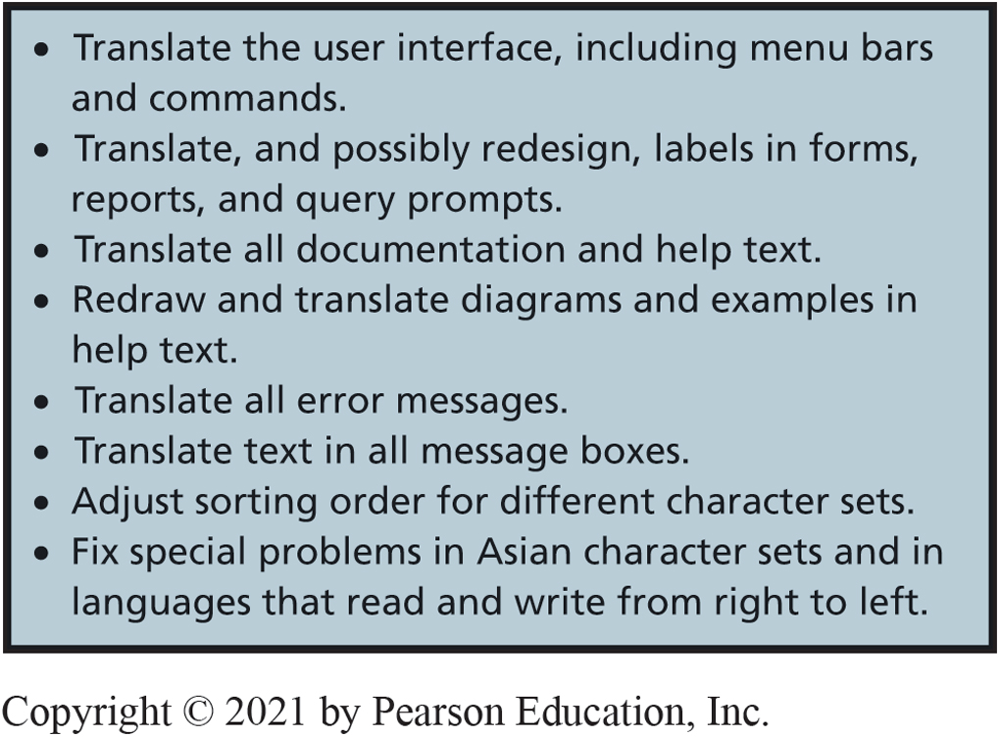 • Translate the user interface, including menu bars
and commands.
• Translate, and possibly redesign, labels in forms,
reports, and query prompts.
• Translate all documentation and help text.
• Redraw and translate diagrams and examples in
help text.
• Translate all error messages.
• Translate text in all message boxes.
• Adjust sorting order for different character sets.
• Fix special problems in Asian character sets and in
languages that read and write from right to left.
Copyright © 2021 by Pearson Education, Inc.